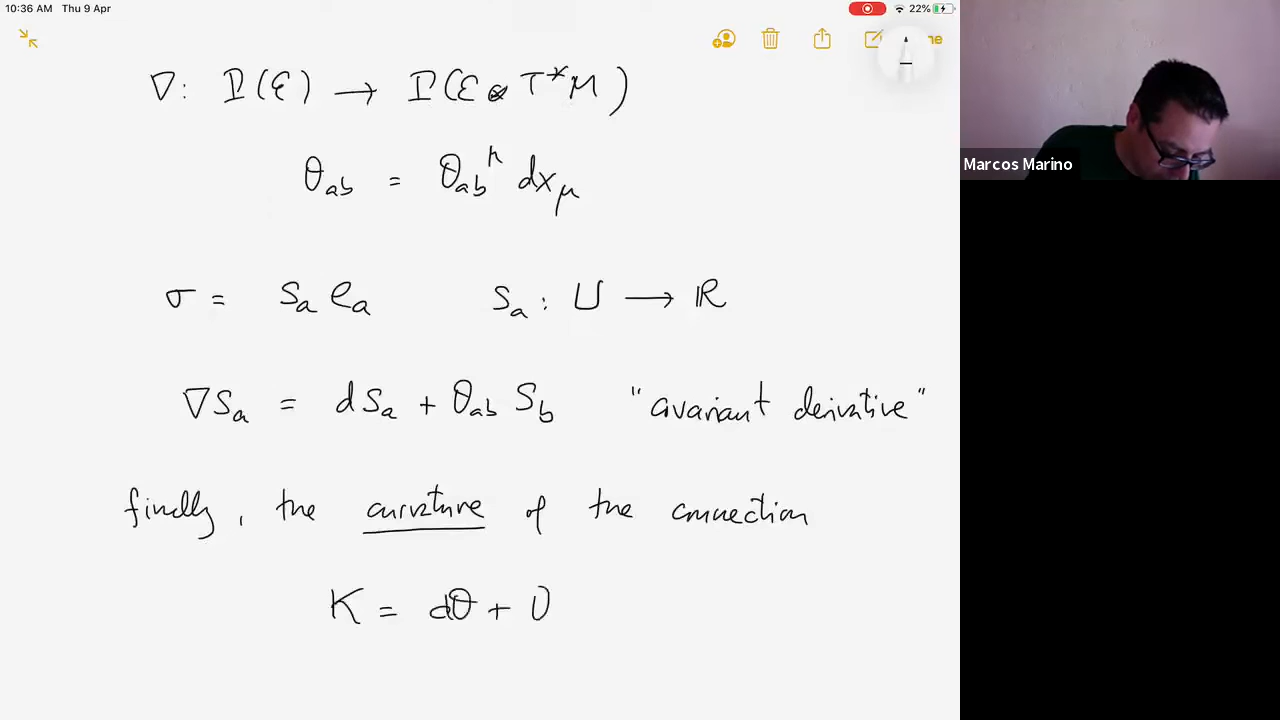 10:36 AM Thu 9 Apr 22%
∇: Γ(E) → Γ(E ⊗ T*M)
θ_ab = θ_ab^μ dx_μ
σ = s_a e_a s_a : U → ℝ
∇s_a = ds_a + θ_ab s_b "covariant derivative"
finally, the curvature of the connection
K = dθ + 0
Marcos Marino